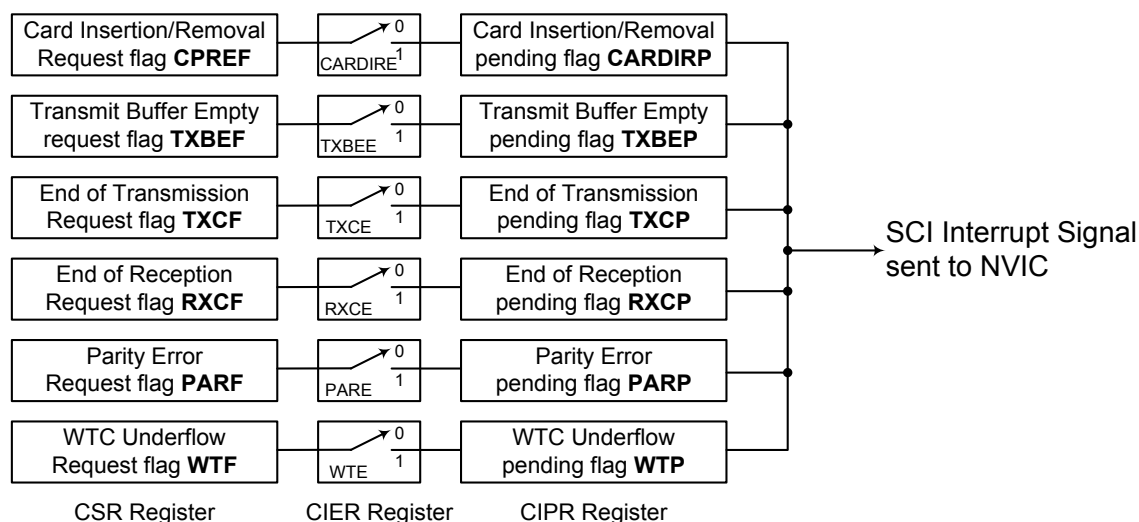 Card Insertion/Removal
Request flag CPREF
0
1
CARDIRE
Card Insertion/Removal
pending flag CARDIRP
Transmit Buffer Empty
request flag TXBEF
0
1
TXBEE
Transmit Buffer Empty
pending flag TXBEP
End of Transmission
Request flag TXCF
0
1
TXCE
End of Transmission
pending flag TXCP
End of Reception
Request flag RXCF
0
1
RXCE
End of Reception
pending flag RXCP
Parity Error
Request flag PARF
0
1
PARE
Parity Error
pending flag PARP
WTC Underflow
Request flag WTF
0
1
WTE
WTC Underflow
pending flag WTP
SCI Interrupt Signal
sent to NVIC
CSR Register
CIER Register
CIPR Register